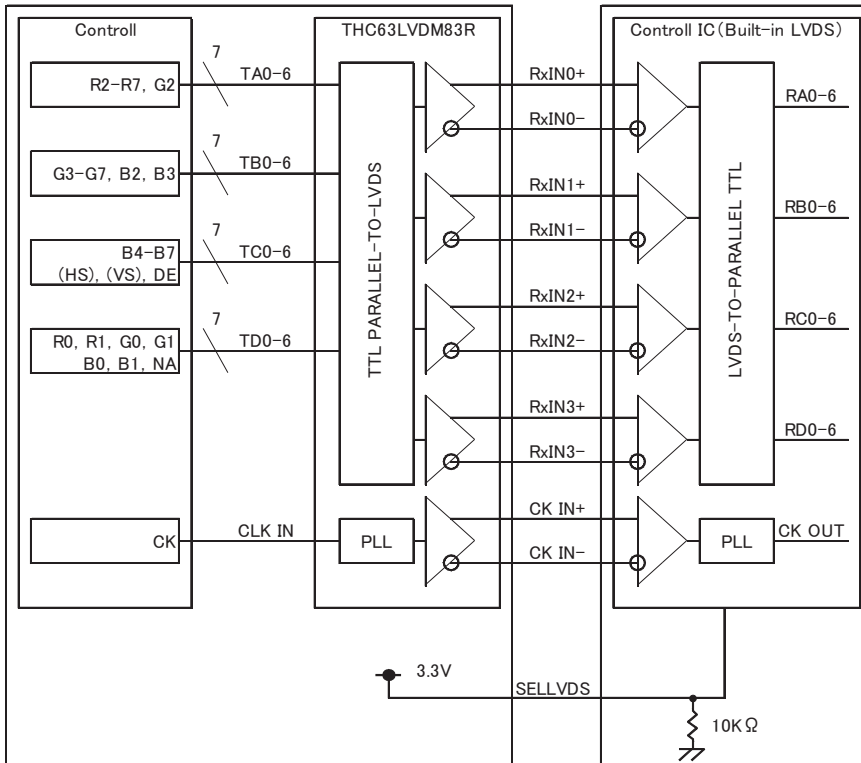 Controll
THC63LVDM83R
Controll IC(Built-in LVDS)
7
TA0-6
R2-R7, G2
RxIN0+
RxIN0-
RA0-6
7
TB0-6
G3-G7, B2, B3
RxIN1+
RxIN1-
RB0-6
7
TC0-6
B4-B7
(HS), (VS), DE
RxIN2+
RxIN2-
RC0-6
7
TD0-6
R0, R1, G0, G1
B0, B1, NA
RxIN3+
RxIN3-
RD0-6
TTL PARALLEL-TO-LVDS
LVDS-TO-PARALLEL TTL
CK
CLK IN
PLL
CK IN+
CK IN-
PLL
CK OUT
3.3V
SELLVDS
10KΩ